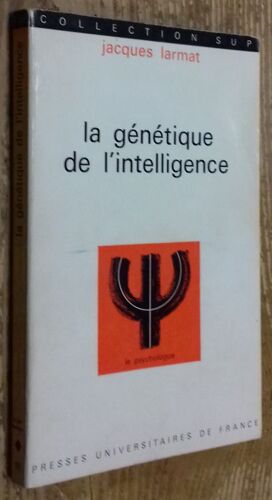 COLLECTION SUP
jacques larmat
la génétique
de l'intelligence
le psychologue
PRESSES UNIVERSITAIRES DE FRANCE
la génétique de l'intelligence